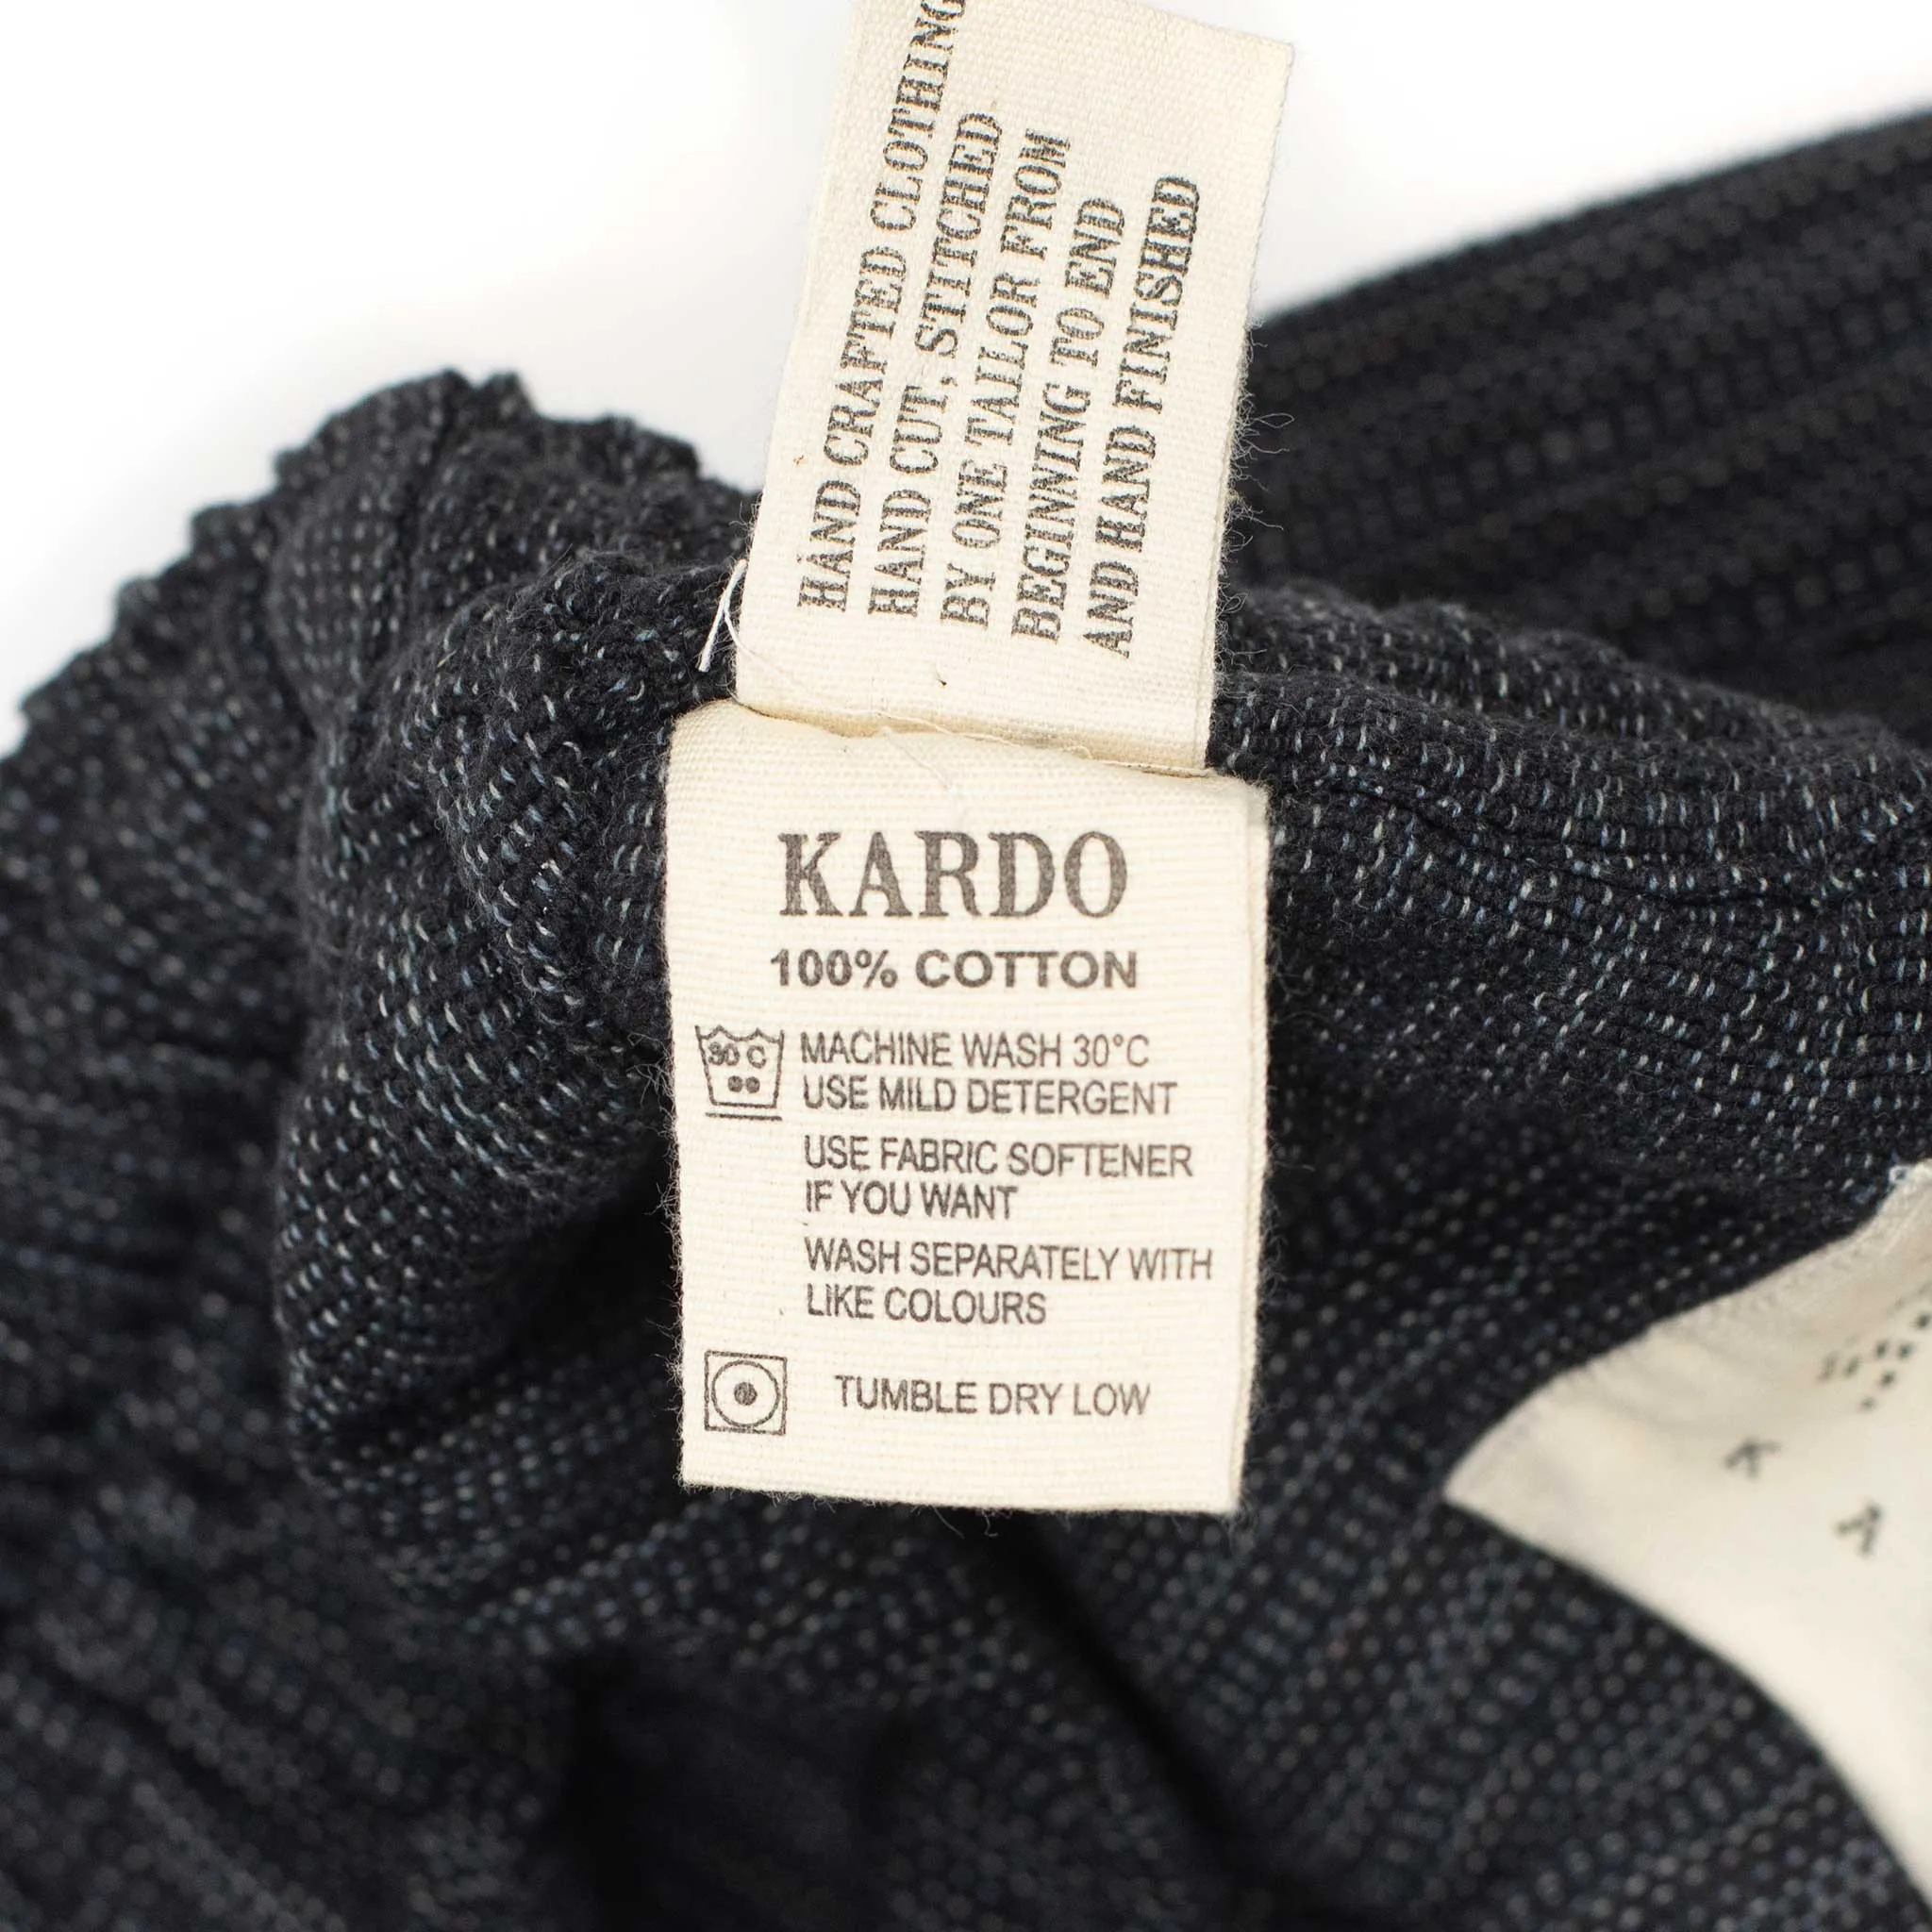 HAND CRAFTED CLOTHING
HAND CUT, STITCHED
BY ONE TAILOR FROM
BEGINNING TO END
AND HAND FINISHED
KARDO
100% COTTON
30 C
MACHINE WASH 30°C
USE MILD DETERGENT
USE FABRIC SOFTENER
IF YOU WANT
WASH SEPARATELY WITH
LIKE COLOURS
TUMBLE DRY LOW
K A